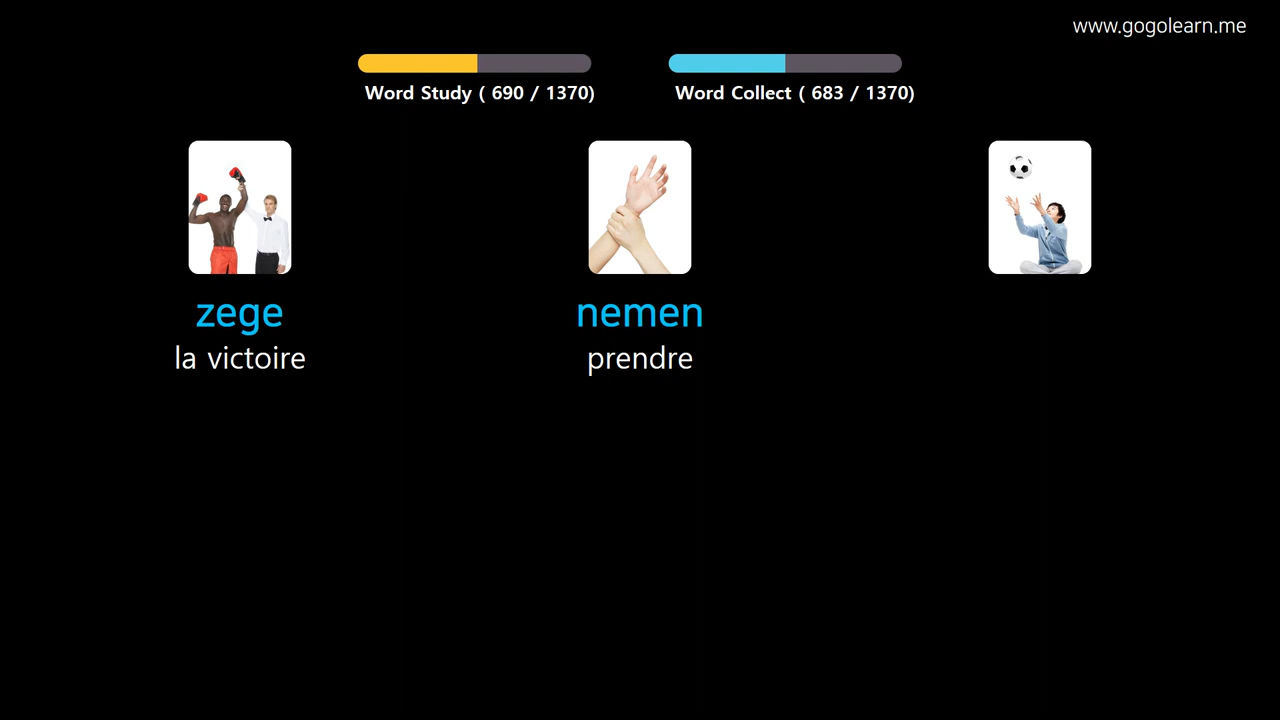 www.gogolearn.me
Word Study ( 690 / 1370)
Word Collect ( 683 / 1370)
zege
la victoire
nemen
prendre